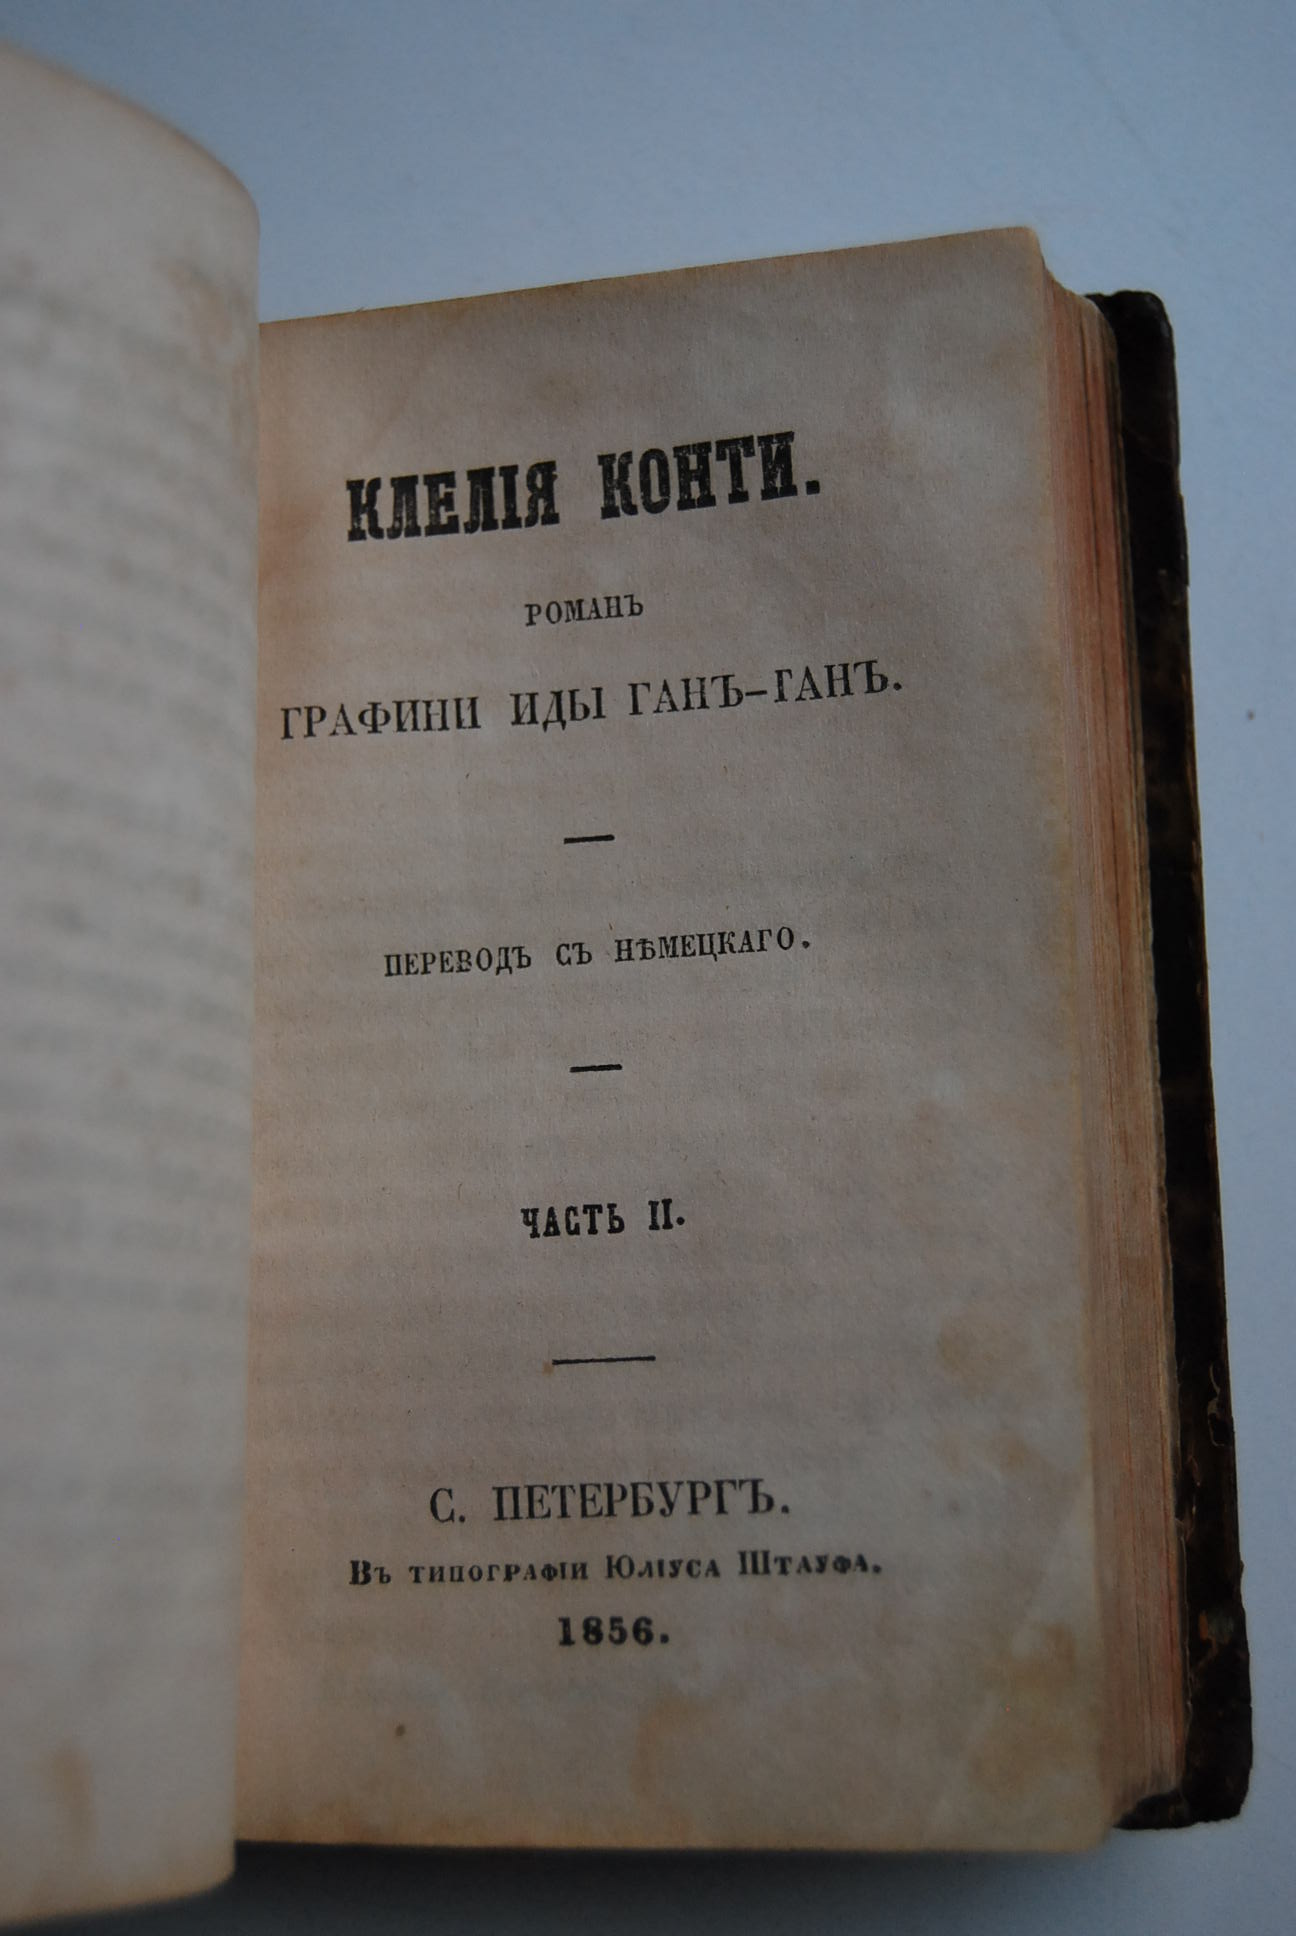 КЛЕЛІЯ КОНТИ.
РОМАНЪ
ГРАФИНИ ИДЫ ГАНЪ-ГАНЪ.
ПЕРЕВОДЪ СЪ НѢМЕЦКАГО.
ЧАСТЬ II.
С. ПЕТЕРБУРГЪ.
Въ типографіи Юліуса Штауфа.
1856.